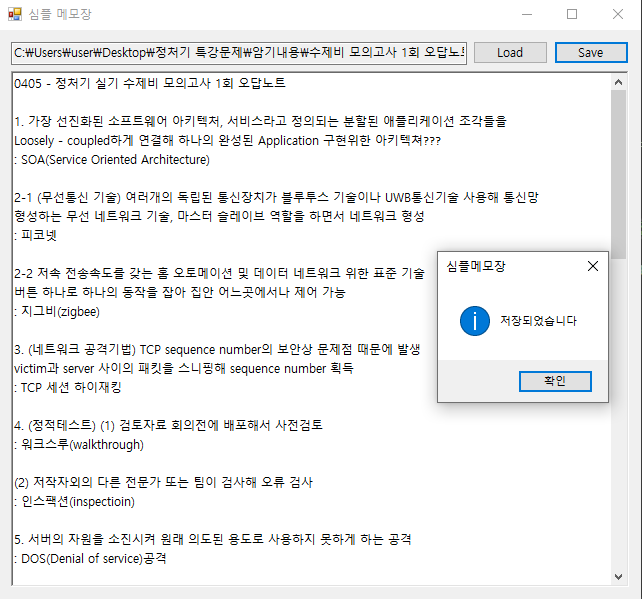 심플 메모장
C:\Users\user\Desktop\정처기 특강문제\암기내용\수제비 모의고사 1회 오답노트
Load
Save
0405 - 정처기 실기 수제비 모의고사 1회 오답노트
1. 가장 선진화된 소프트웨어 아키텍처, 서비스라고 정의되는 분할된 애플리케이션 조각들을
Loosely - coupled하게 연결해 하나의 완성된 Application 구현위한 아키텍쳐???
: SOA(Service Oriented Architecture)
2-1 (무선통신 기술) 여러개의 독립된 통신장치가 블루투스 기술이나 UWB통신기술 사용해 통신망
형성하는 무선 네트워크 기술, 마스터 슬레이브 역할을 하면서 네트워크 형성
: 피코넷
2-2 저속 전송속도를 갖는 홈 오토메이션 및 데이터 네트워크 위한 표준 기술
버튼 하나로 하나의 동작을 잡아 집안 어느곳에서나 제어 가능
: 지그비(zigbee)
3. (네트워크 공격기법) TCP sequence number의 보안상 문제점 때문에 발생
victim과 server 사이의 패킷을 스니핑해 sequence number 획득
: TCP 세션 하이재킹
4. (정적테스트) (1) 검토자료 회의전에 배포해서 사전검토
: 워크스루(walkthrough)
(2) 저작자외의 다른 전문가 또는 팀이 검사해 오류 검사
: 인스팩션(inspectioin)
5. 서버의 자원을 소진시켜 원래 의도된 용도로 사용하지 못하게 하는 공격
: DOS(Denial of service)공격
심플메모장
저장되었습니다
확인